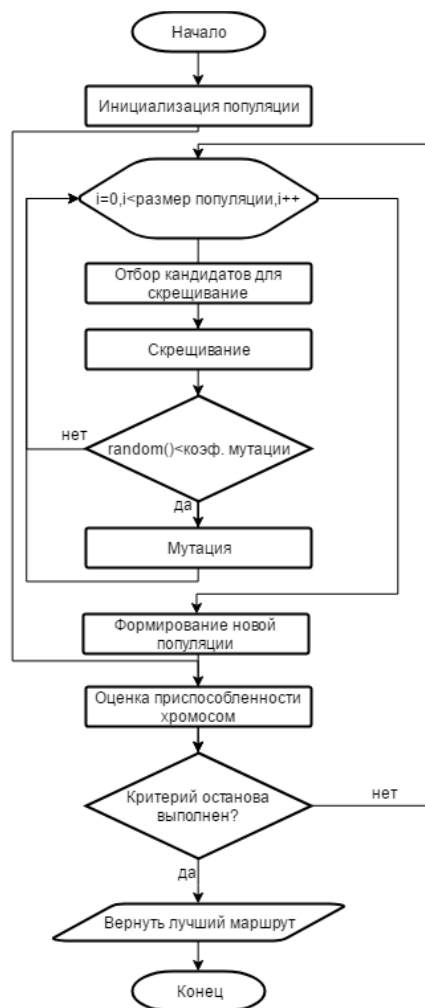 Начало
Инициализация популяции
i=0,i<размер популяции,i++
Отбор кандидатов для
скрещивание
Скрещивание
нет
random()<коэф. мутации
да
Мутация
Формирование новой
популяции
Оценка приспособленности
хромосом
Критерий останова
выполнен?
нет
да
Вернуть лучший маршрут
Конец